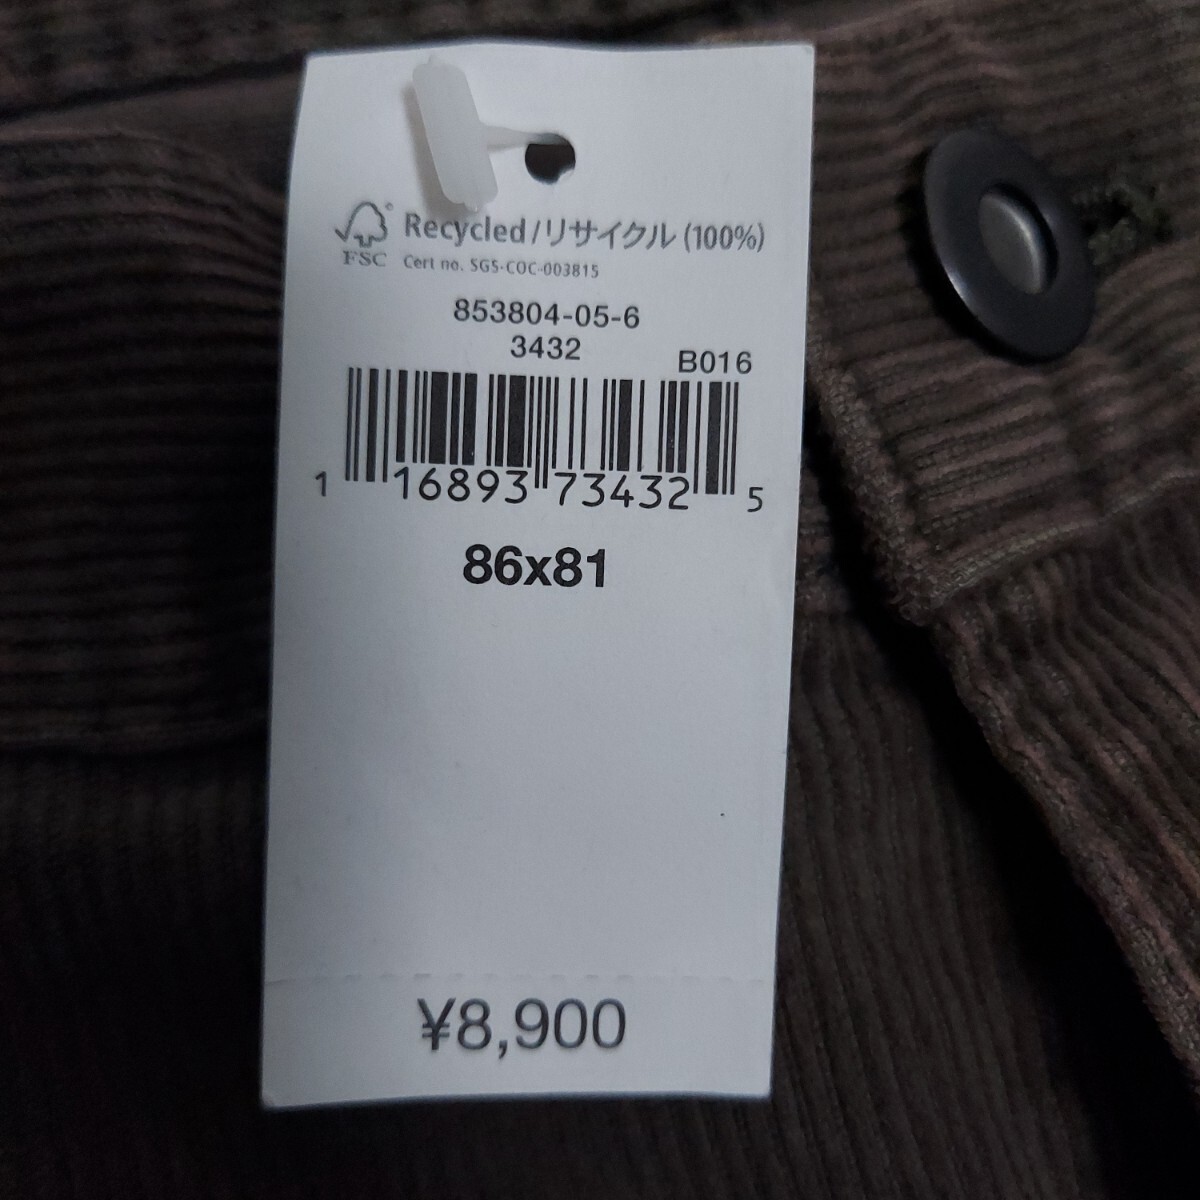 Recycled/リサイクル (100%)
FSC
Cert no. SGS-COC-003815
853804-05-6
3432
B016
1 16893 73432 5
86x81
¥8,900